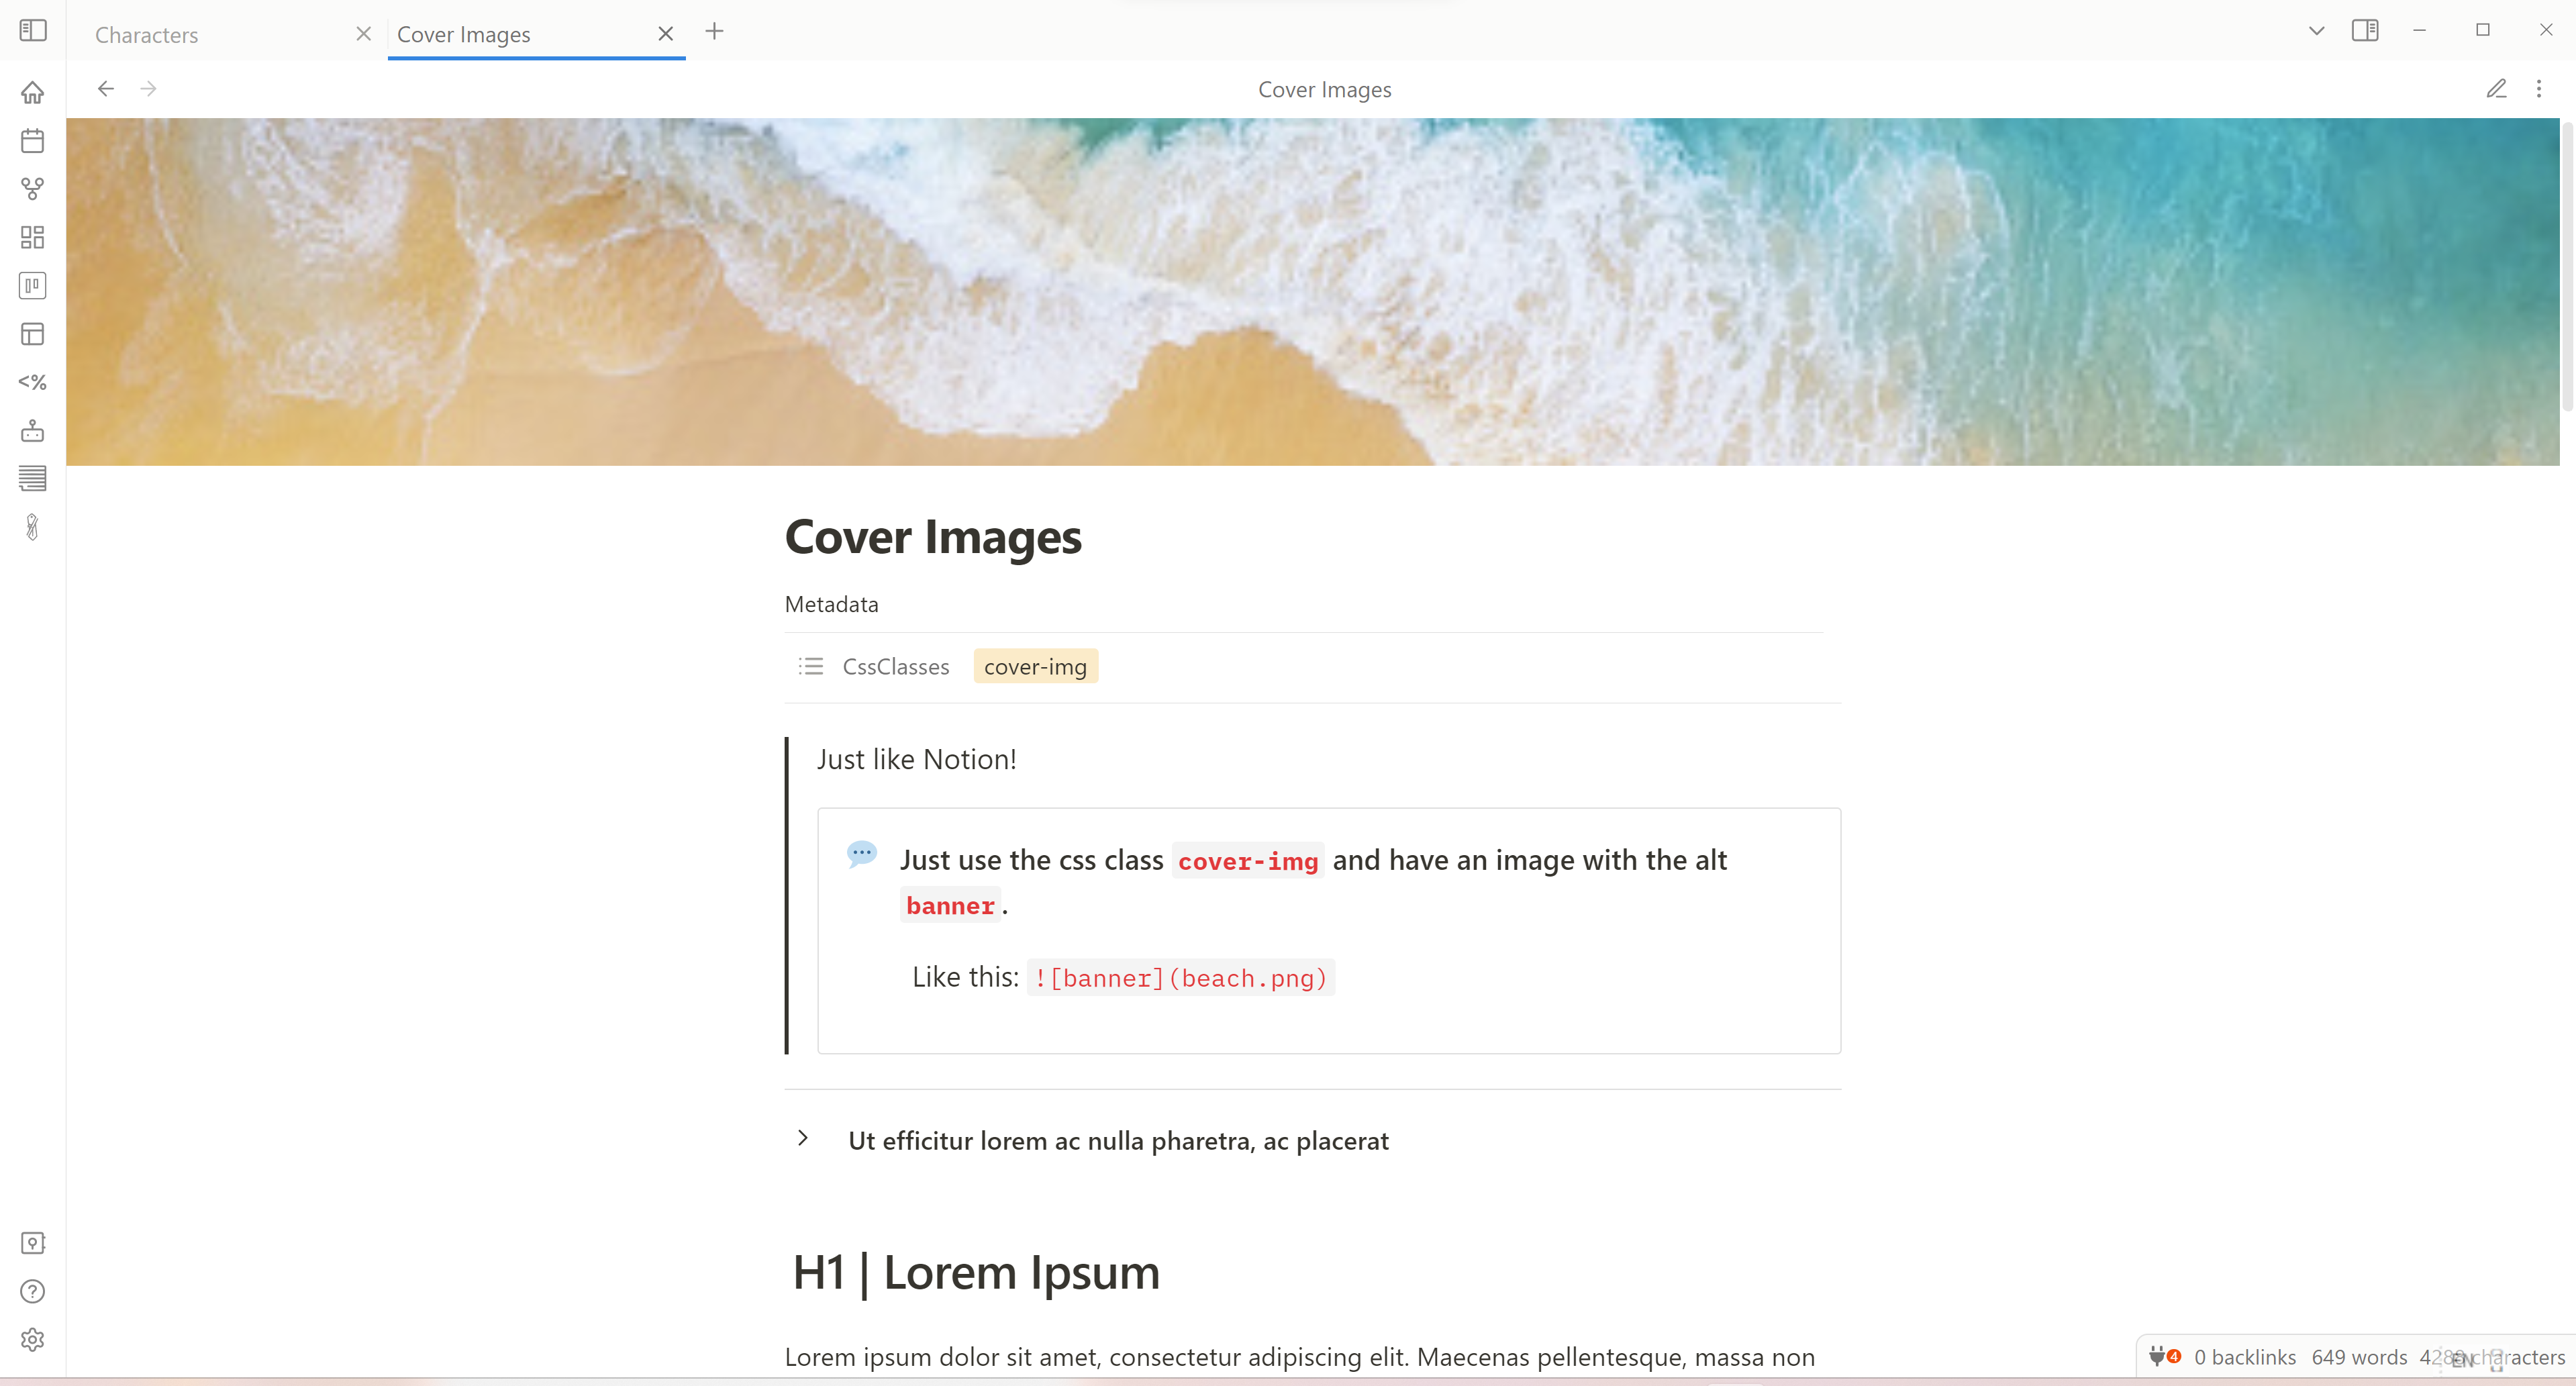 Characters
Cover Images
Cover Images
<%
Cover Images
Metadata
CssClasses cover-img
Just like Notion!
Just use the css class cover-img and have an image with the alt
banner.
Like this: ![banner](beach.png)
Ut efficitur lorem ac nulla pharetra, ac placerat
H1 | Lorem Ipsum
Lorem ipsum dolor sit amet, consectetur adipiscing elit. Maecenas pellentesque, massa non
4 0 backlinks 649 words characters
EN